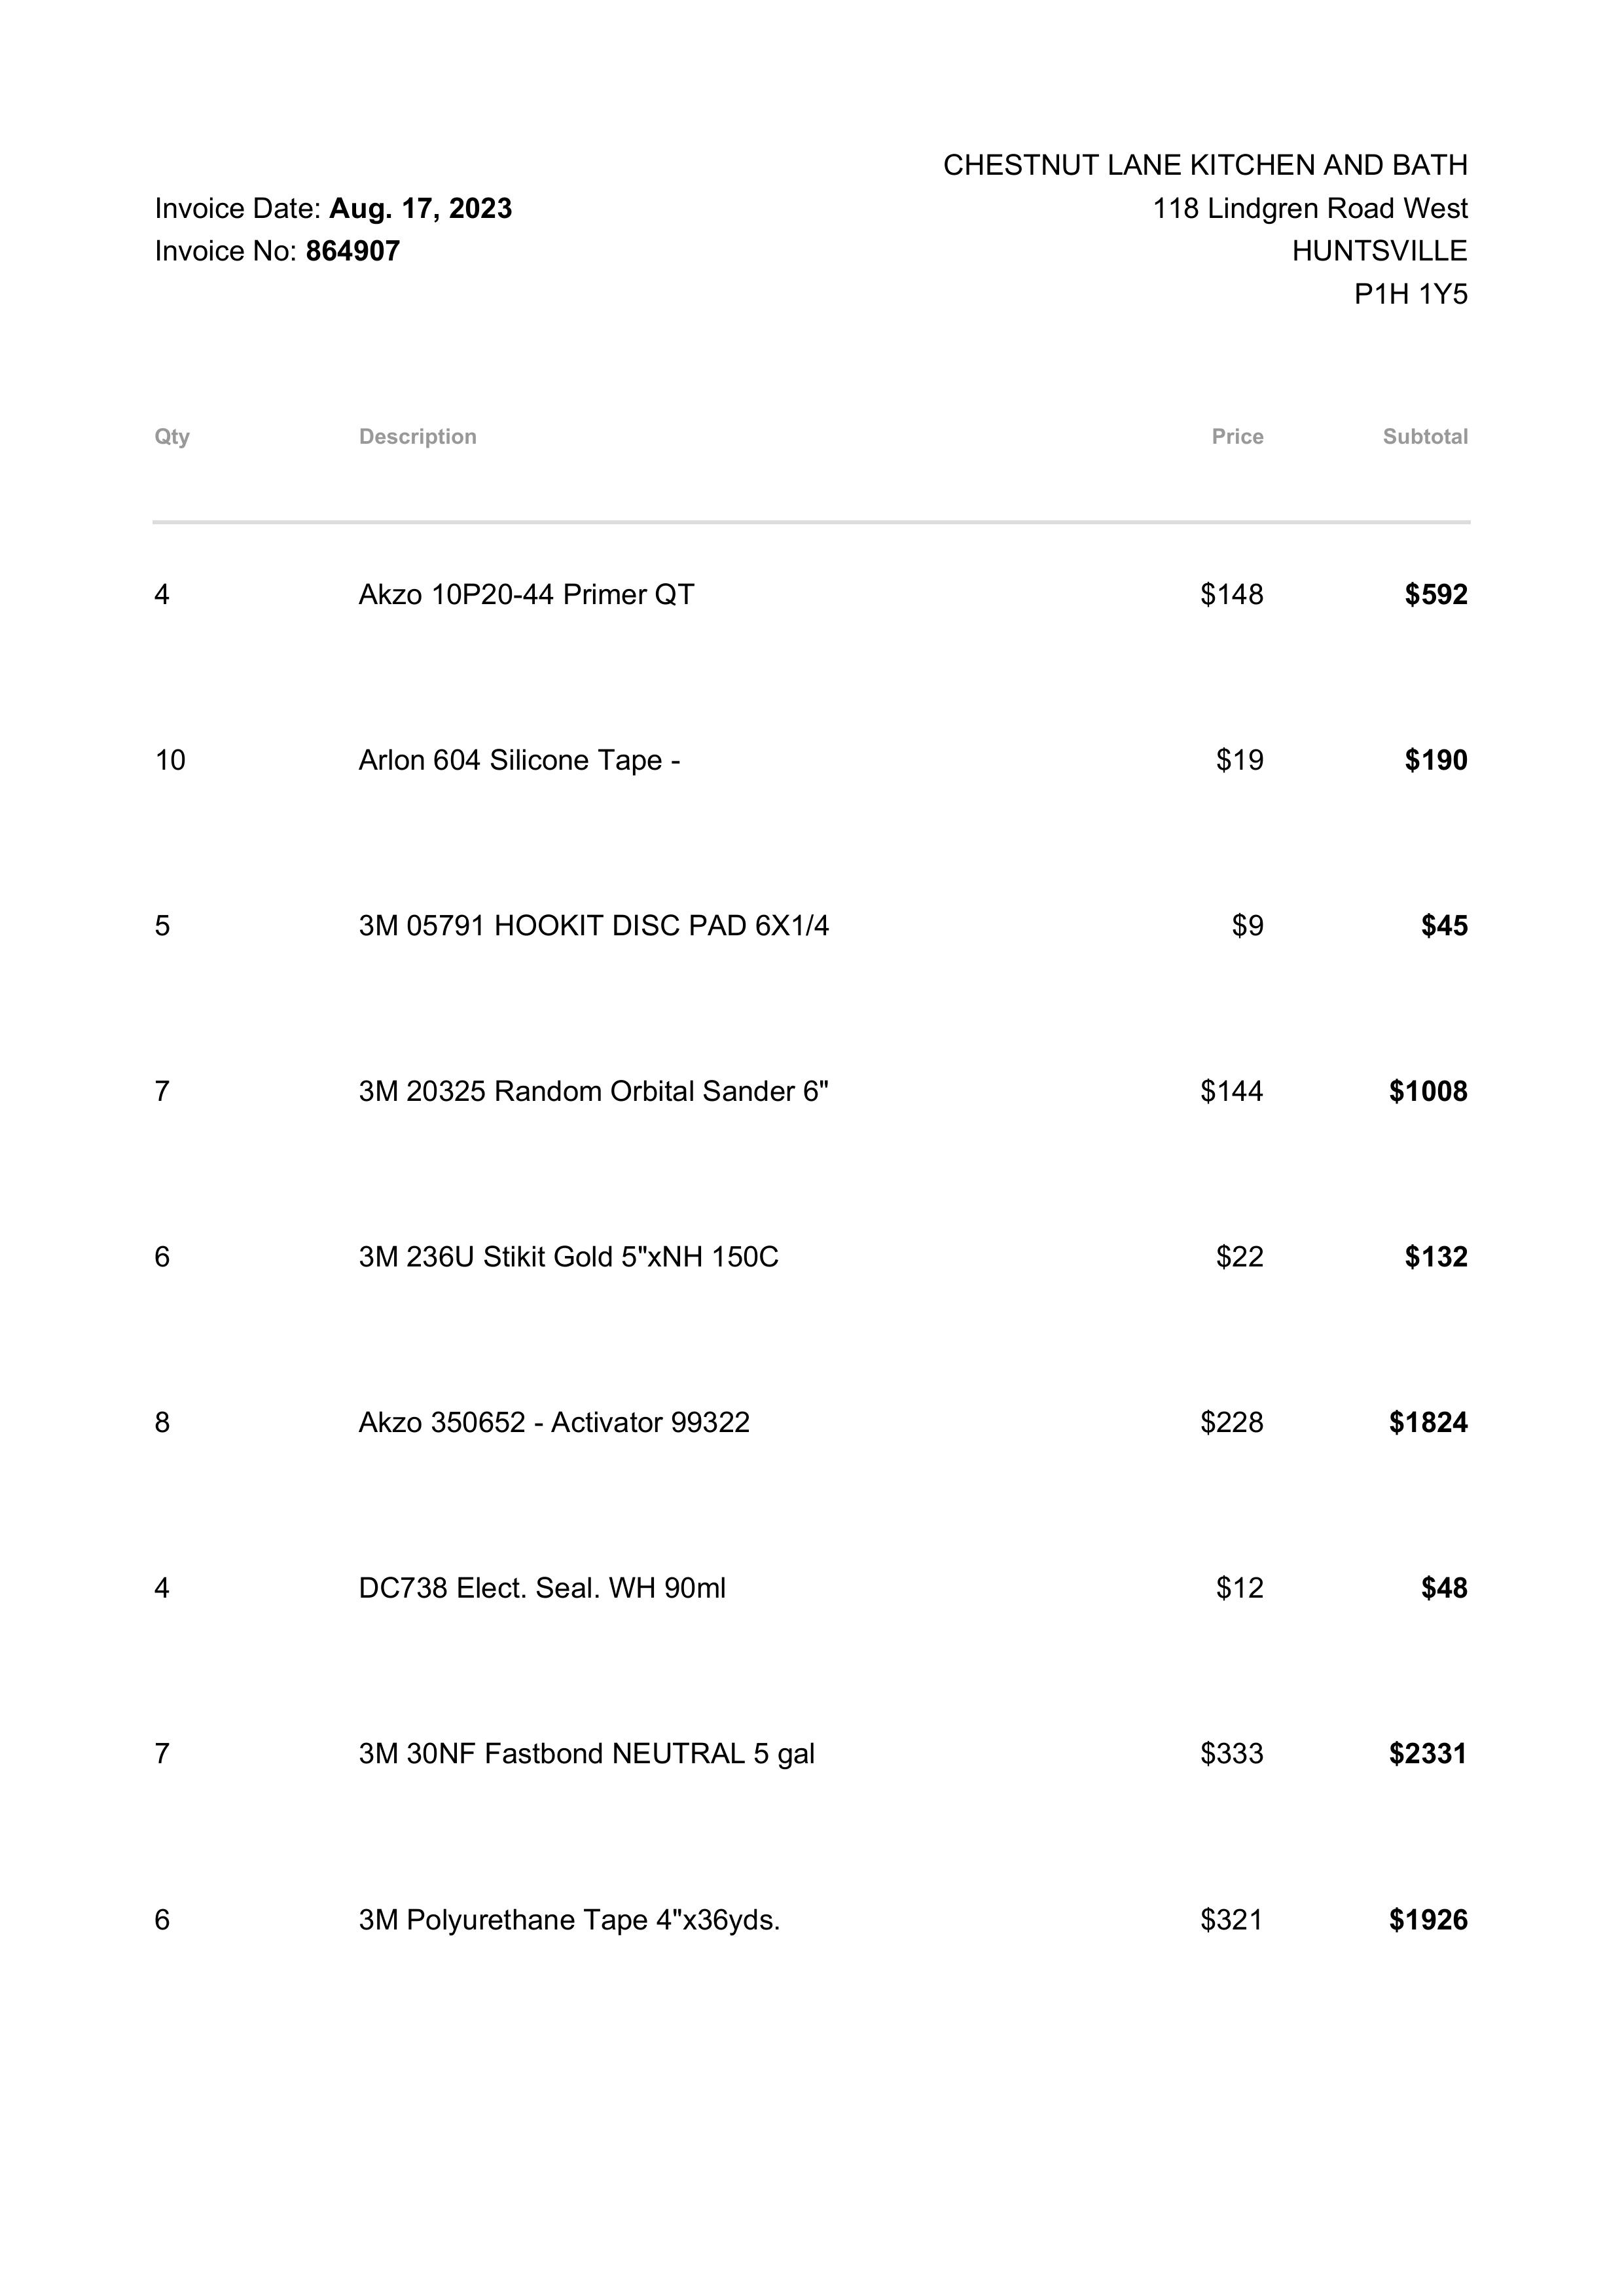 CHESTNUT LANE KITCHEN AND BATH
Invoice Date: Aug. 17, 2023 118 Lindgren Road West
Invoice No: 864907 HUNTSVILLE
P1H 1Y5
Qty Description Price Subtotal
4 Akzo 10P20-44 Primer QT $148 $592
10 Arlon 604 Silicone Tape - $19 $190
5 3M 05791 HOOKIT DISC PAD 6X1/4 $9 $45
7 3M 20325 Random Orbital Sander 6" $144 $1008
6 3M 236U Stikit Gold 5"xNH 150C $22 $132
8 Akzo 350652 - Activator 99322 $228 $1824
4 DC738 Elect. Seal. WH 90ml $12 $48
7 3M 30NF Fastbond NEUTRAL 5 gal $333 $2331
6 3M Polyurethane Tape 4"x36yds. $321 $1926